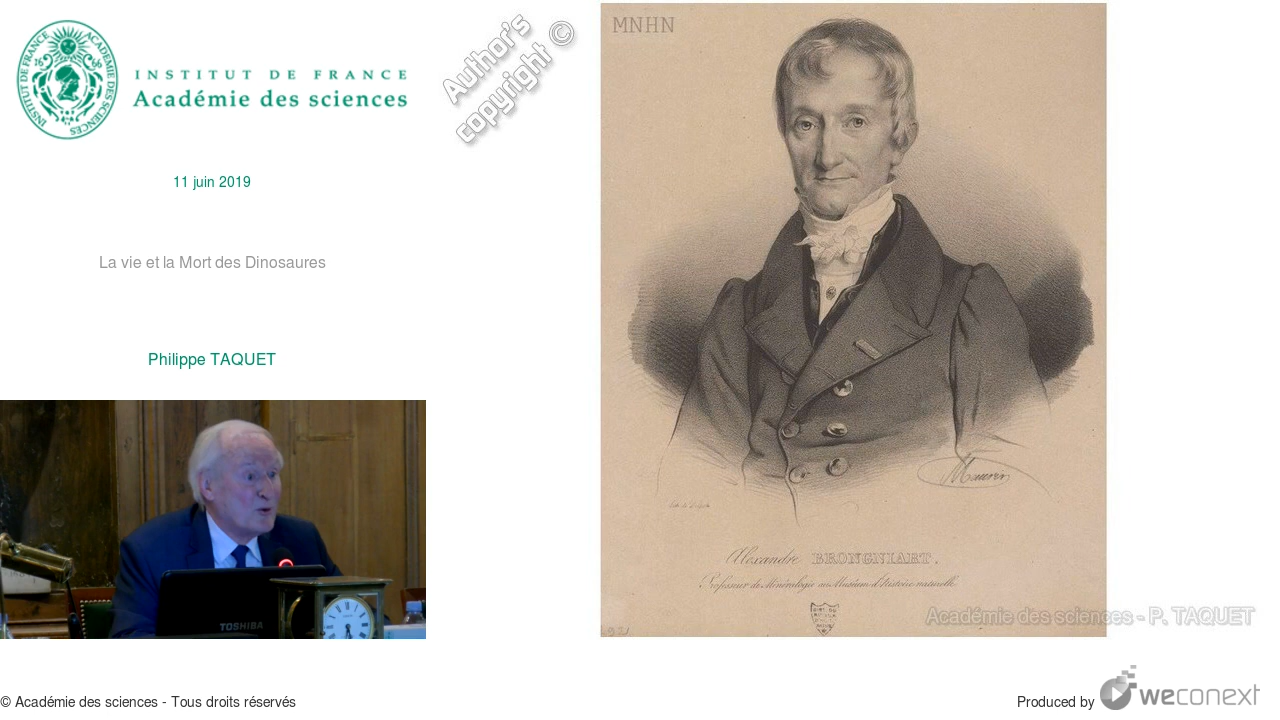 INSTITUT DE FRANCE
Académie des sciences
Author's
copyright ©
11 juin 2019
La vie et la Mort des Dinosaures
Philippe TAQUET
TOSHIBA
MNHN
Maurin
Alexandre BRONGNIART.
Professeur de Minéralogie au Muséum d'Histoire naturelle
Académie des sciences - P. TAQUET
© Académie des sciences - Tous droits réservés
Produced by weconext